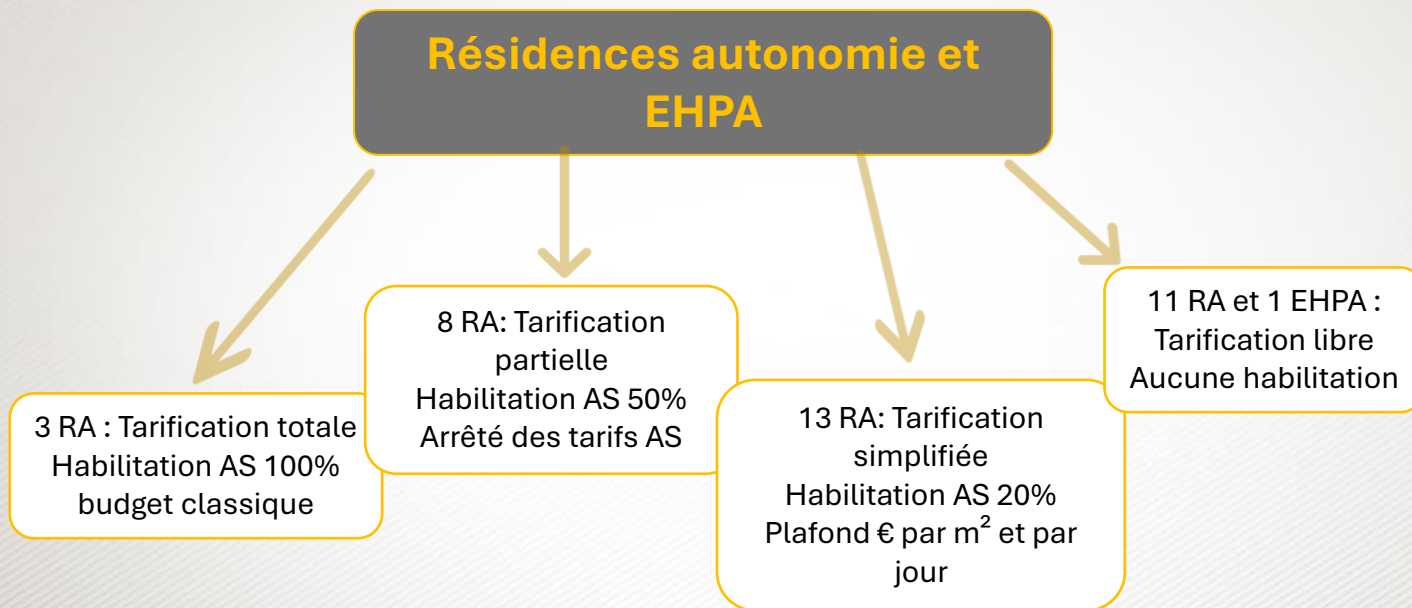 Résidences autonomie et
EHPA
3 RA : Tarification totale
Habilitation AS 100%
budget classique
8 RA: Tarification
partielle
Habilitation AS 50%
Arrêté des tarifs AS
13 RA: Tarification
simplifiée
Habilitation AS 20%
Plafond € par m² et par
jour
11 RA et 1 EHPA :
Tarification libre
Aucune habilitation